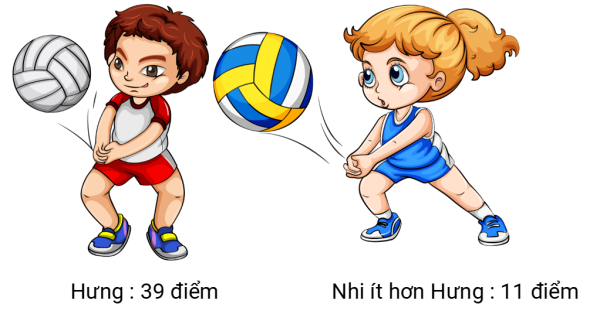 Hưng : 39 điểm
Nhi ít hơn Hưng : 11 điểm